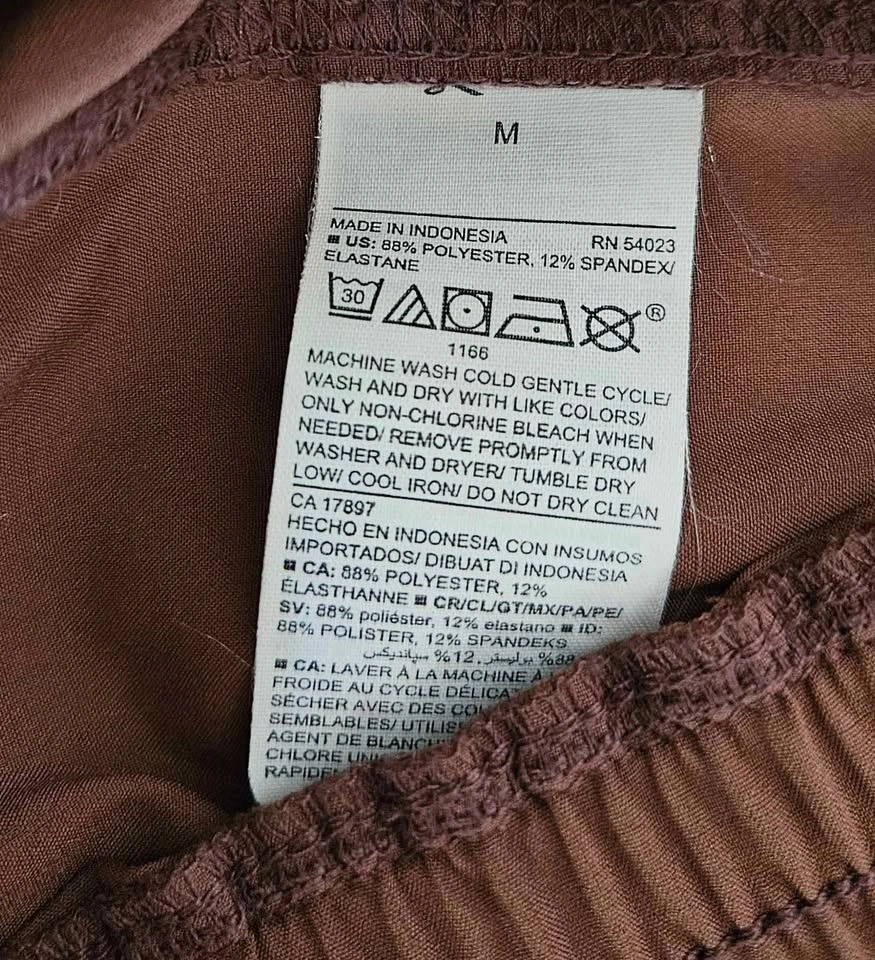 M
MADE IN INDONESIA RN 54023
US: 88% POLYESTER, 12% SPANDEX/
ELASTANE
30 ®
1166
MACHINE WASH COLD GENTLE CYCLE/
WASH AND DRY WITH LIKE COLORS/
ONLY NON-CHLORINE BLEACH WHEN
NEEDED/ REMOVE PROMPTLY FROM
WASHER AND DRYER/ TUMBLE DRY
LOW/ COOL IRON/ DO NOT DRY CLEAN
CA 17897
HECHO EN INDONESIA CON INSUMOS
IMPORTADOS/ DIBUAT DI INDONESIA
CA: 88% POLYESTER, 12%
ÉLASTHANNE CR/CL/GT/MX/PA/PE/
SV: 88% poliéster, 12% elastano ID:
88% POLISTER, 12% SPANDEKS
88% بوليستر, 12% سباندیکس
CA: LAVER À LA MACHINE À
FROIDE AU CYCLE
SÉCHER AVEC DES
SEMBLABLES/
AGENT DE
CHLORE